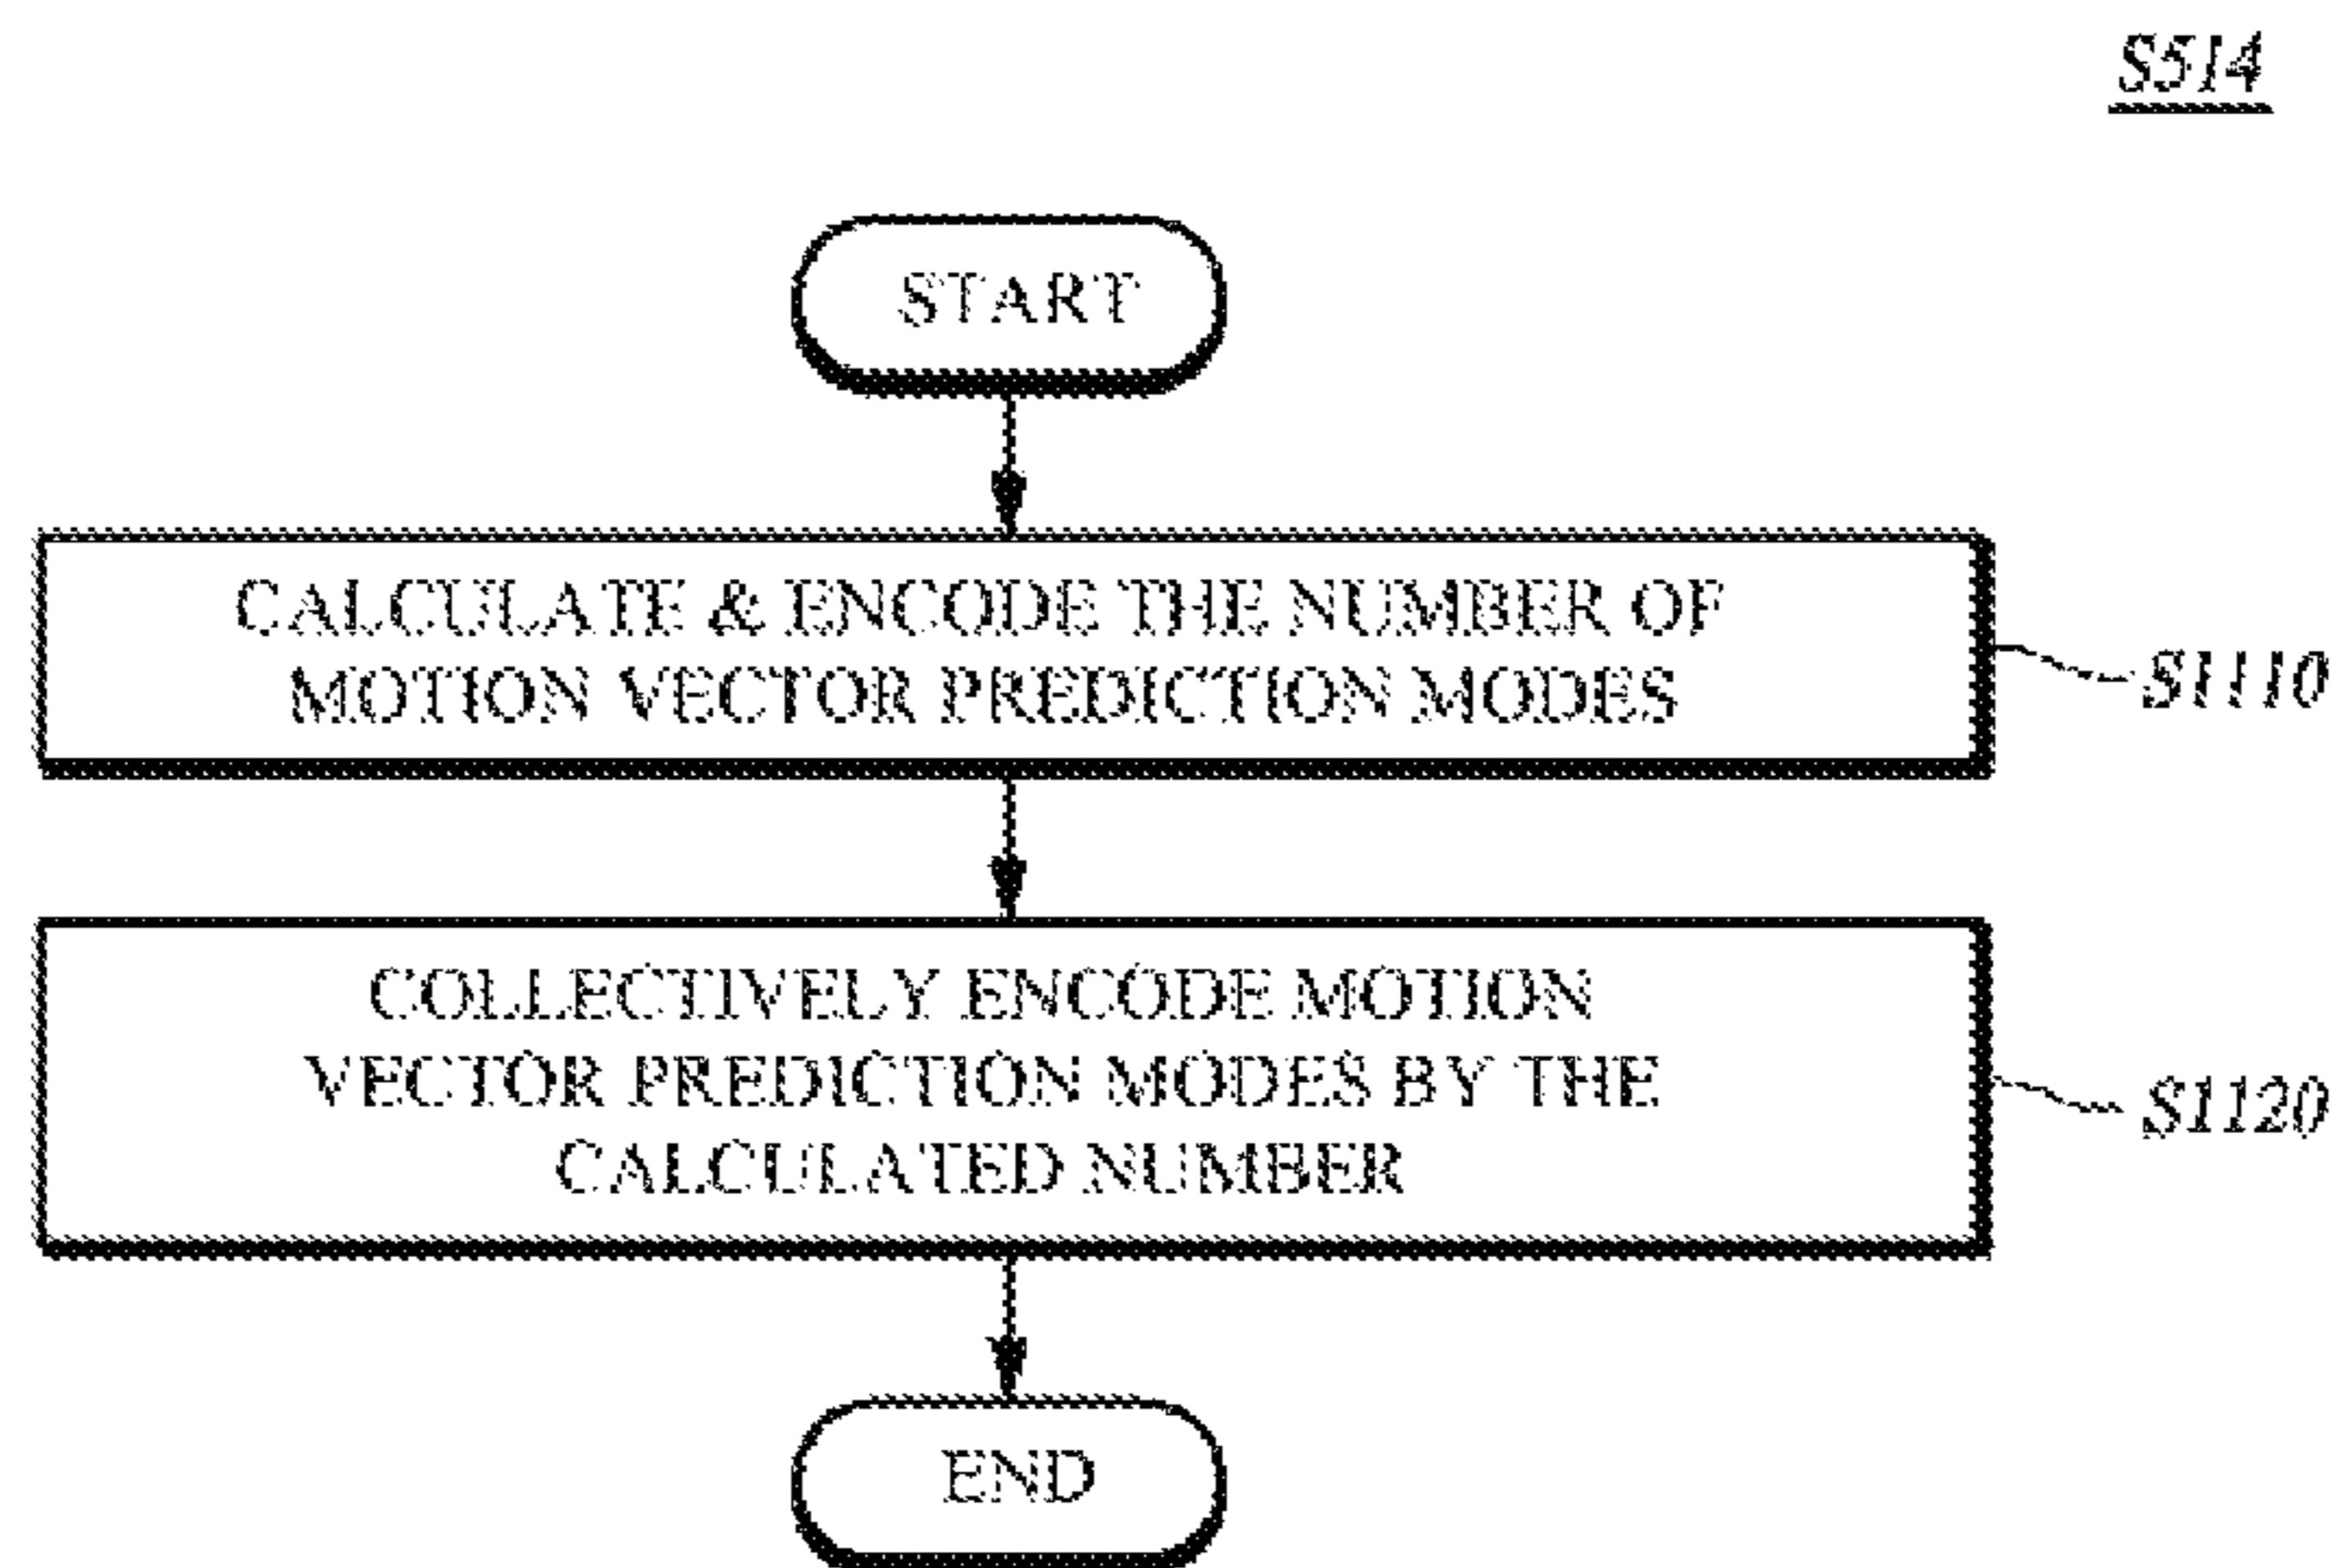 S514
START
CALCULATE & ENCODE THE NUMBER OF
MOTION VECTOR PREDICTION MODES
S1110
COLLECTIVELY ENCODE MOTION
VECTOR PREDICTION MODES BY THE
CALCULATED NUMBER
S1120
END